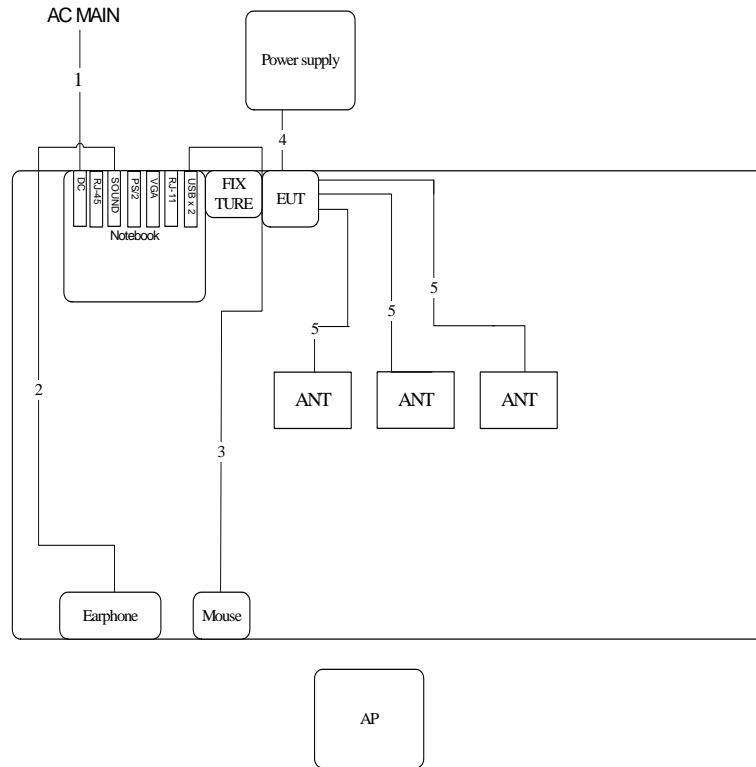 AC MAIN
1
Power supply
4
DC
RJ-45
SOUND
PS/2
VGA
RJ-11
USB x 2
Notebook
FIX
TURE
EUT
5
5
5
ANT
ANT
ANT
2
3
Earphone
Mouse
AP